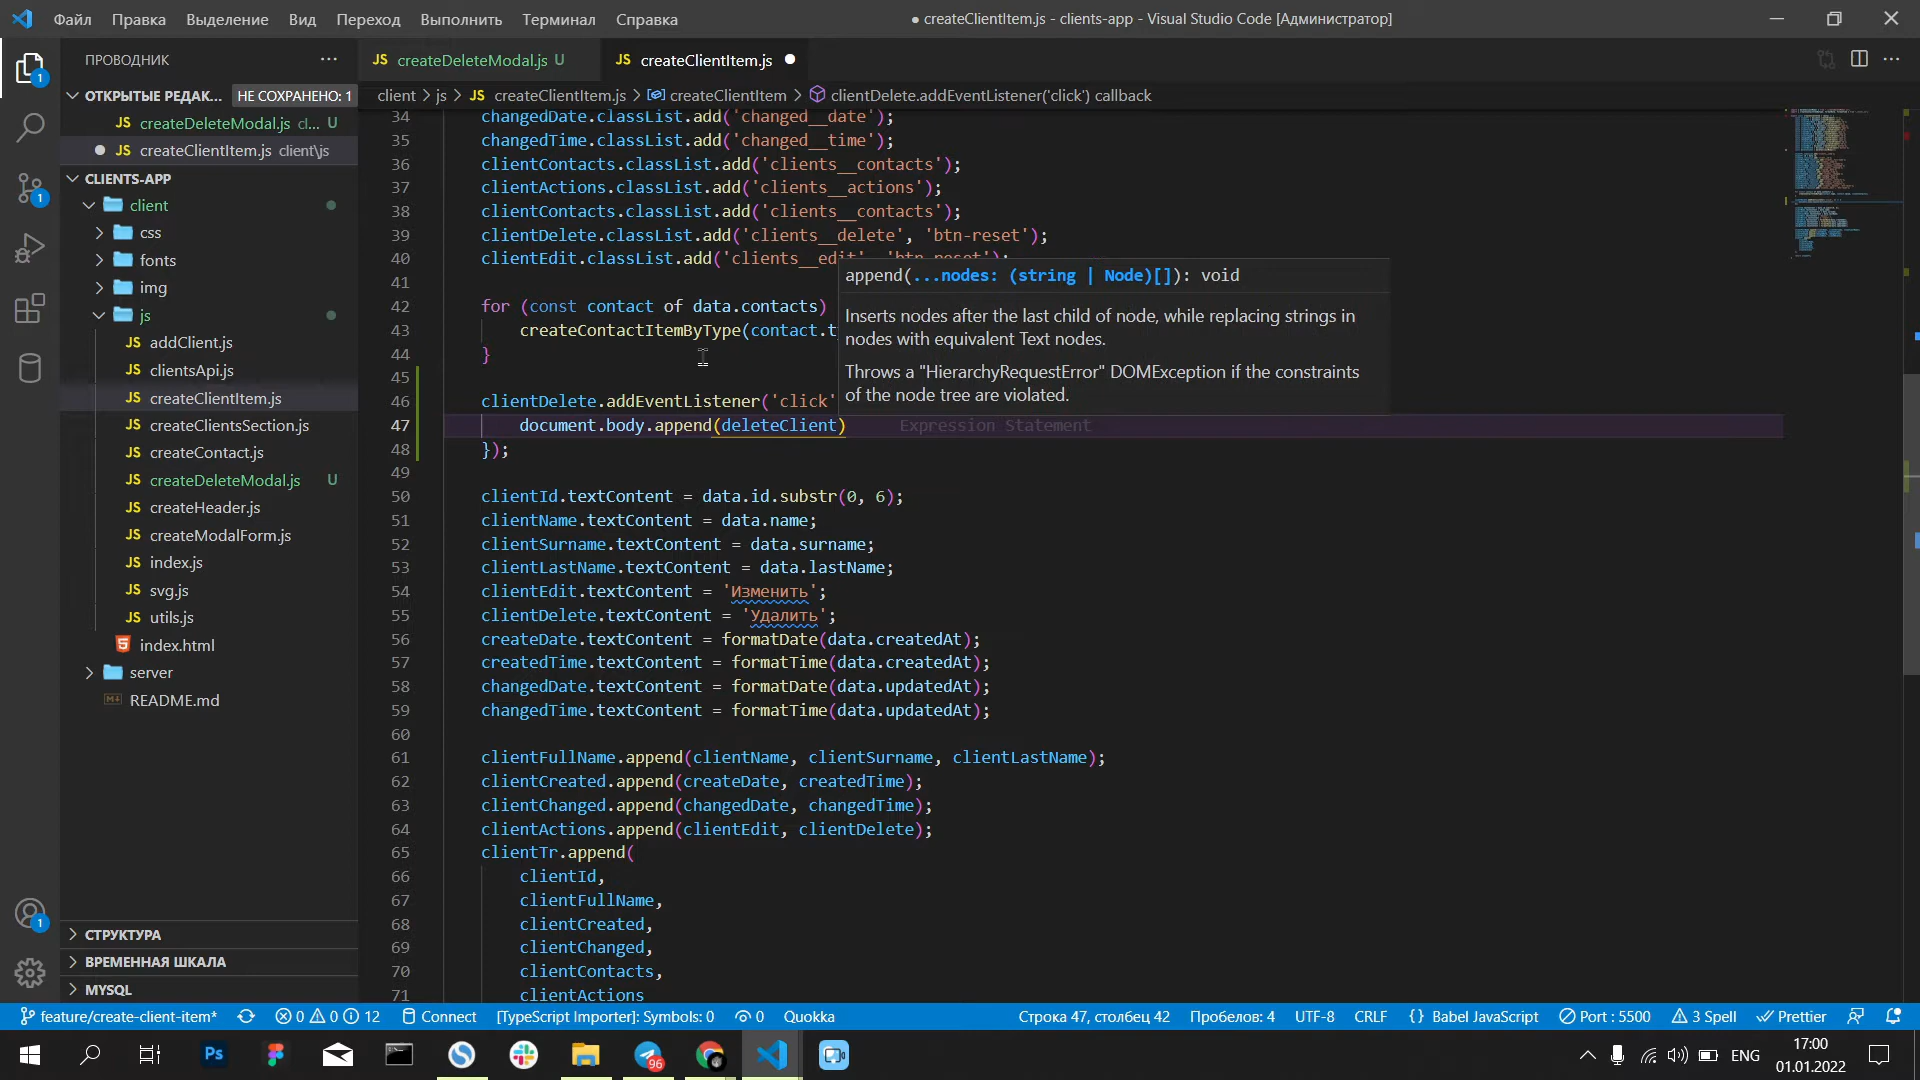 Файл Правка Выделение Вид Переход Выполнить Терминал Справка
● createClientItem.js - clients-app - Visual Studio Code [Администратор]
ПРОВОДНИК
ОТКРЫТЫЕ РЕДАК... НЕ СОХРАНЕНО: 1
JS createDeleteModal.js cl... U
JS createClientItem.js client\js
CLIENTS-APP
client
css
fonts
img
js
JS addClient.js
JS clientsApi.js
JS createClientItem.js
JS createClientsSection.js
JS createContact.js
JS createDeleteModal.js U
JS createHeader.js
JS createModalForm.js
JS index.js
JS svg.js
JS utils.js
index.html
server
README.md
СТРУКТУРА
ВРЕМЕННАЯ ШКАЛА
MYSQL
1
1
1
JS createDeleteModal.js U
JS createClientItem.js
client > js > JS createClientItem.js > createClientItem > clientDelete.addEventListener('click') callback
34 changedDate.classList.add('changed__date');
35 changedTime.classList.add('changed__time');
36 clientContacts.classList.add('clients__contacts');
37 clientActions.classList.add('clients__actions');
38 clientContacts.classList.add('clients__contacts');
39 clientDelete.classList.add('clients__delete', 'btn-reset');
40 clientEdit.classList.add('clients__edit', 'btn-reset');
41
42 for (const contact of data.contacts)
43 createContactItemByType(contact.ty
44 }
45
46 clientDelete.addEventListener('click'
47 document.body.append(deleteClient) Expression Statement
48 });
49
50 clientId.textContent = data.id.substr(0, 6);
51 clientName.textContent = data.name;
52 clientSurname.textContent = data.surname;
53 clientLastName.textContent = data.lastName;
54 clientEdit.textContent = 'Изменить';
55 clientDelete.textContent = 'Удалить';
56 createDate.textContent = formatDate(data.createdAt);
57 createdTime.textContent = formatTime(data.createdAt);
58 changedDate.textContent = formatDate(data.updatedAt);
59 changedTime.textContent = formatTime(data.updatedAt);
60
61 clientFullName.append(clientName, clientSurname, clientLastName);
62 clientCreated.append(createDate, createdTime);
63 clientChanged.append(changedDate, changedTime);
64 clientActions.append(clientEdit, clientDelete);
65 clientTr.append(
66 clientId,
67 clientFullName,
68 clientCreated,
69 clientChanged,
70 clientContacts,
71 clientActions
append(...nodes: (string | Node)[]): void
Inserts nodes after the last child of node, while replacing strings in
nodes with equivalent Text nodes.
Throws a "HierarchyRequestError" DOMException if the constraints
of the node tree are violated.
feature/create-client-item* 0 0 12 Connect [TypeScript Importer]: Symbols: 0 0 Quokka Строка 47, столбец 42 Пробелов: 4 UTF-8 CRLF {} Babel JavaScript Port : 5500 3 Spell Prettier
Ps 96 ENG 17:00
01.01.2022